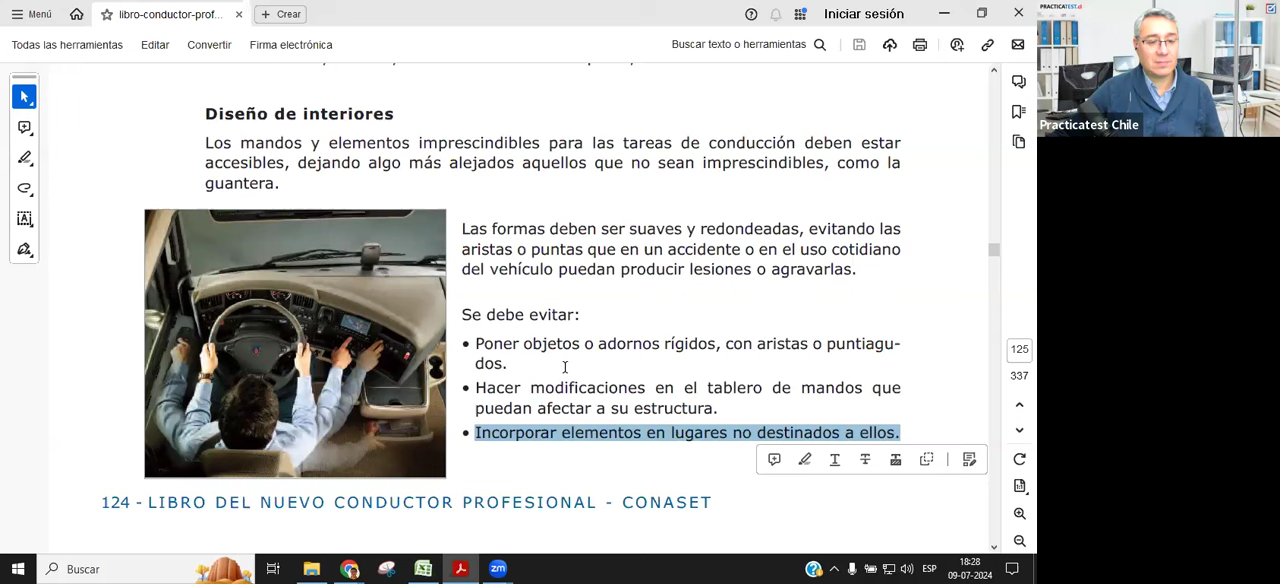 Menú
libro-conductor-prof...
Crear
Iniciar sesión
Todas las herramientas
Editar
Convertir
Firma electrónica
Buscar texto o herramientas
PRACTICATEST.cl
Practicatest Chile
Diseño de interiores
Los mandos y elementos imprescindibles para las tareas de conducción deben estar
accesibles, dejando algo más alejados aquellos que no sean imprescindibles, como la
guantera.
Las formas deben ser suaves y redondeadas, evitando las
aristas o puntas que en un accidente o en el uso cotidiano
del vehículo puedan producir lesiones o agravarlas.
Se debe evitar:
• Poner objetos o adornos rígidos, con aristas o puntiagu-
dos.
• Hacer modificaciones en el tablero de mandos que
puedan afectar a su estructura.
• Incorporar elementos en lugares no destinados a ellos.
124 - LIBRO DEL NUEVO CONDUCTOR PROFESIONAL - CONASET
125
337
Buscar
zm
ESP
18:28
09-07-2024